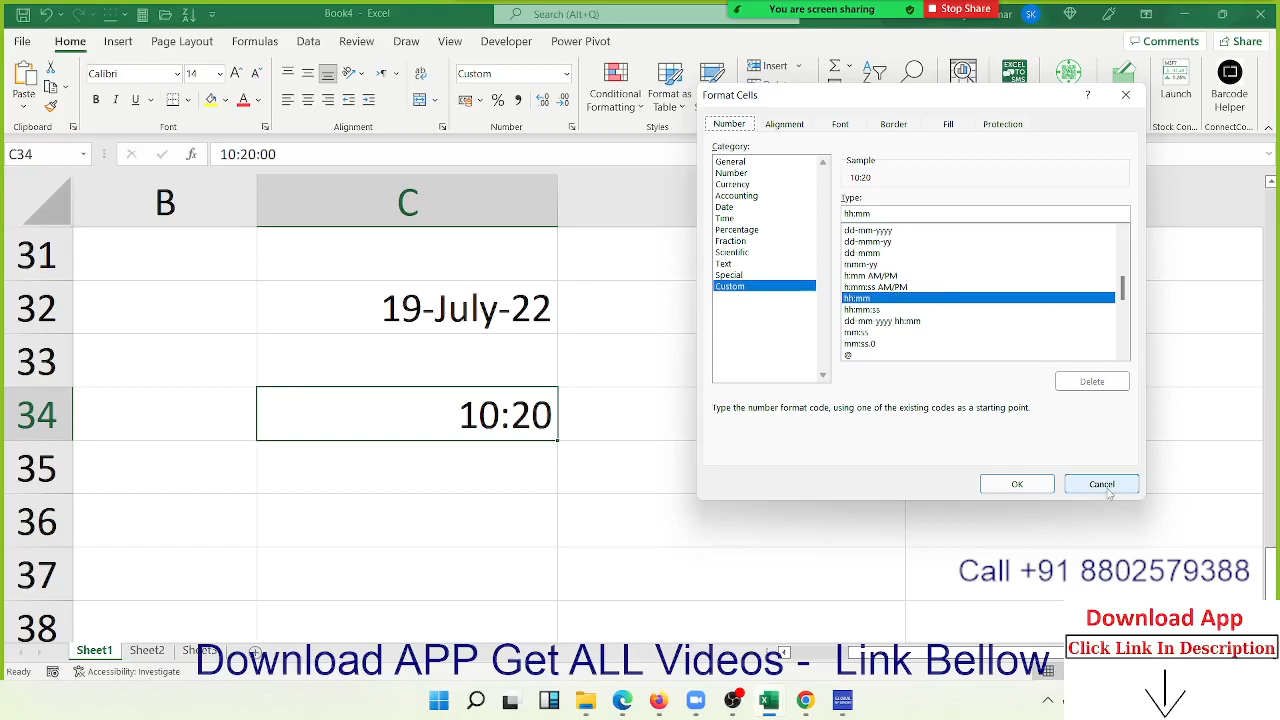 Book4 - Excel
Search (Alt+Q)
You are screen sharing
Stop Share
mar
SK
File
Home
Insert
Page Layout
Formulas
Data
Review
Draw
View
Developer
Power Pivot
Comments
Share
Paste
Calibri
14
Custom
Conditional
Formatting
Format as
Table
Insert
Launch
Barcode
Helper
Clipboard
Font
Alignment
Number
Styles
Stock Con...
ConnectCo...
C34
10:20:00
B
C
31
32
19-July-22
33
34
10:20
35
36
37
38
Format Cells
Number
Alignment
Font
Border
Fill
Protection
Category:
General
Number
Currency
Accounting
Date
Time
Percentage
Fraction
Scientific
Text
Special
Custom
Sample
10:20
Type:
hh:mm
dd-mm-yyyy
dd-mmm-yy
dd-mmm
mmm-yy
h:mm AM/PM
h:mm:ss AM/PM
hh:mm
hh:mm:ss
dd-mm-yyyy hh:mm
mm:ss
mm:ss.0
@
Delete
Type the number format code, using one of the existing codes as a starting point.
OK
Cancel
Call +91 8802579388
Download App
Click Link In Description
Sheet1
Sheet2
Download APP Get ALL Videos - Link Bellow
Ready
Accessibility: Investigate